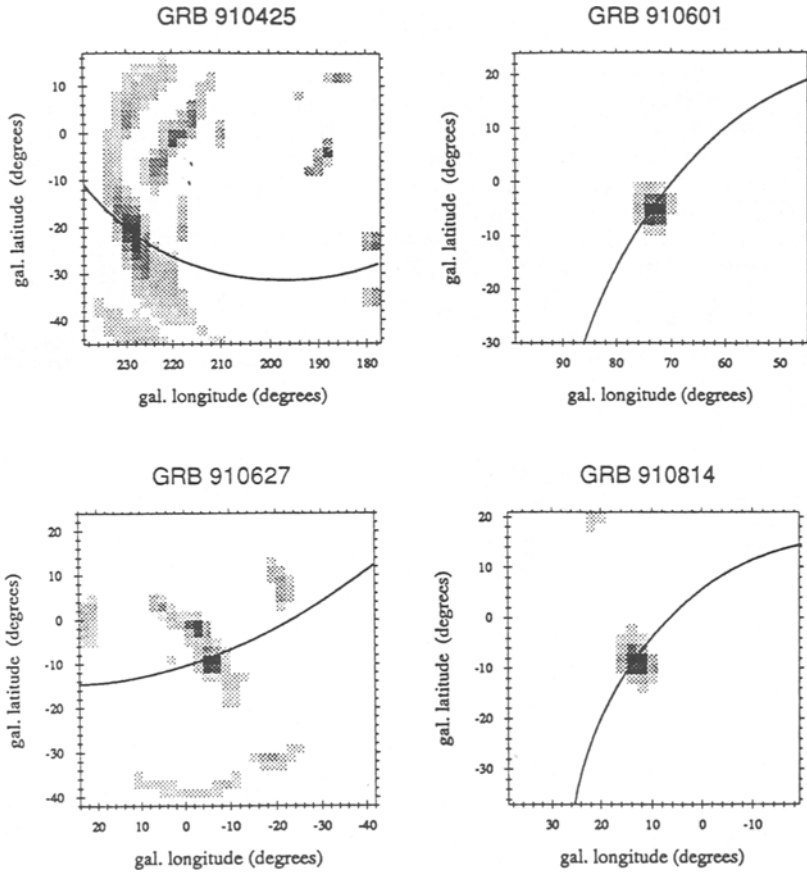 GRB 910425
GRB 910601
gal. latitude (degrees)
10
0
-10
-20
-30
-40
230 220 210 200 190 180
gal. longitude (degrees)
gal. latitude (degrees)
20
10
0
-10
-20
-30
90 80 70 60 50
gal. longitude (degrees)
GRB 910627
GRB 910814
gal. latitude (degrees)
20
10
0
-10
-20
-30
-40
20 10 0 -10 -20 -30 -40
gal. longitude (degrees)
gal. latitude (degrees)
20
10
0
-10
-20
-30
30 20 10 0 -10
gal. longitude (degrees)